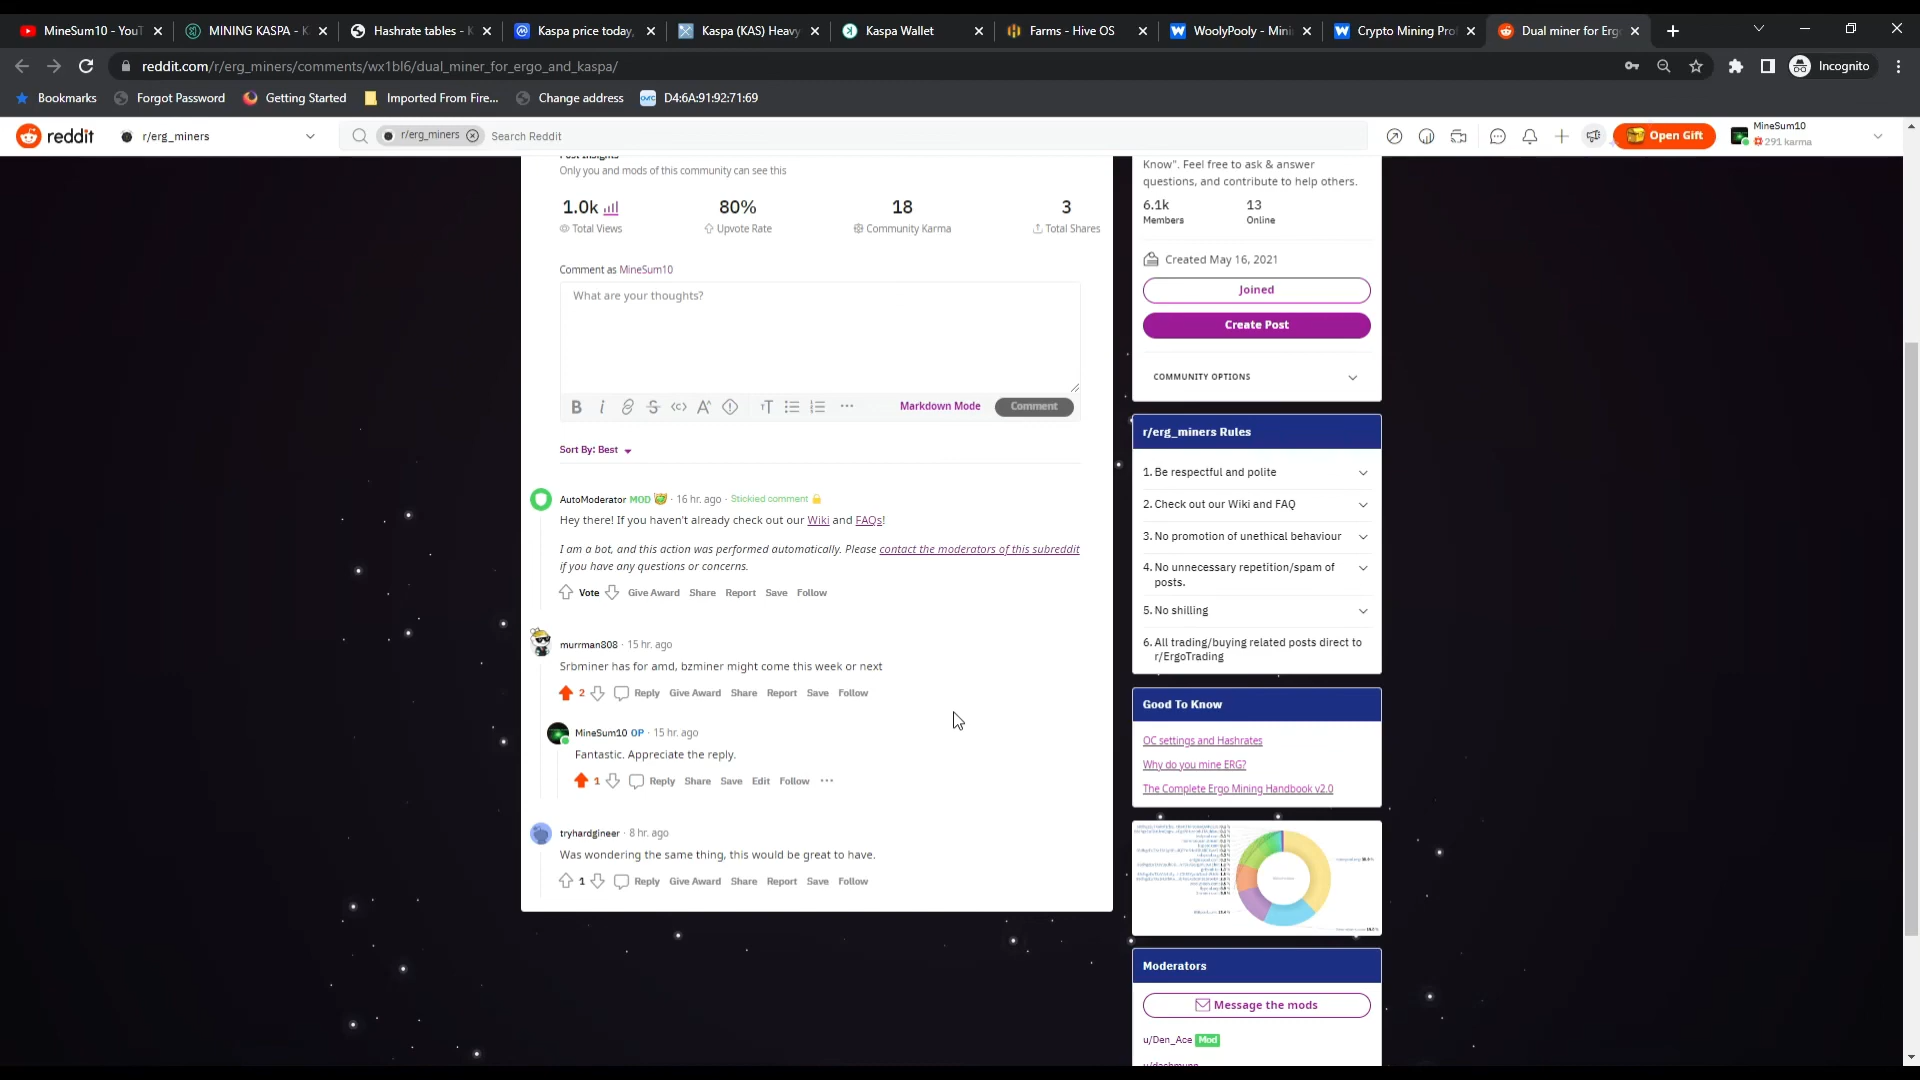 MineSum10 - YouT
MINING KASPA - K
Hashrate tables - K
Kaspa price today,
Kaspa (KAS) Heavy
Kaspa Wallet
Farms - Hive OS
WoolyPooly - Mini
Crypto Mining Pro
Dual miner for Erg
reddit.com/r/erg_miners/comments/wx1bl6/dual_miner_for_ergo_and_kaspa/
Incognito
Bookmarks
Forgot Password
Getting Started
Imported From Fire...
Change address
D4:6A:91:92:71:69
reddit
r/erg_miners
r/erg_miners
Search Reddit
Open Gift
MineSum10
291 karma
Post Insights
Only you and mods of this community can see this
1.0k
80%
18
3
Total Views
Upvote Rate
Community Karma
Total Shares
Comment as MineSum10
What are your thoughts?
Markdown Mode
Comment
Sort By: Best
AutoModerator MOD · 16 hr. ago · Stickied comment
Hey there! If you haven't already check out our Wiki and FAQs!
I am a bot, and this action was performed automatically. Please contact the moderators of this subreddit
if you have any questions or concerns.
Vote Give Award Share Report Save Follow
murrman808 · 15 hr. ago
Srbminer has for amd, bzminer might come this week or next
2 Reply Give Award Share Report Save Follow
MineSum10 OP · 15 hr. ago
Fantastic. Appreciate the reply.
1 Reply Share Save Edit Follow ···
tryhardgineer · 8 hr. ago
Was wondering the same thing, this would be great to have.
1 Reply Give Award Share Report Save Follow
Know". Feel free to ask & answer
questions, and contribute to help others.
6.1k
13
Members
Online
Created May 16, 2021
Joined
Create Post
COMMUNITY OPTIONS
r/erg_miners Rules
1. Be respectful and polite
2. Check out our Wiki and FAQ
3. No promotion of unethical behaviour
4. No unnecessary repetition/spam of
posts.
5. No shilling
6. All trading/buying related posts direct to
r/ErgoTrading
Good To Know
OC settings and Hashrates
Why do you mine ERG?
The Complete Ergo Mining Handbook v2.0
Moderators
Message the mods
u/Den_Ace Mod